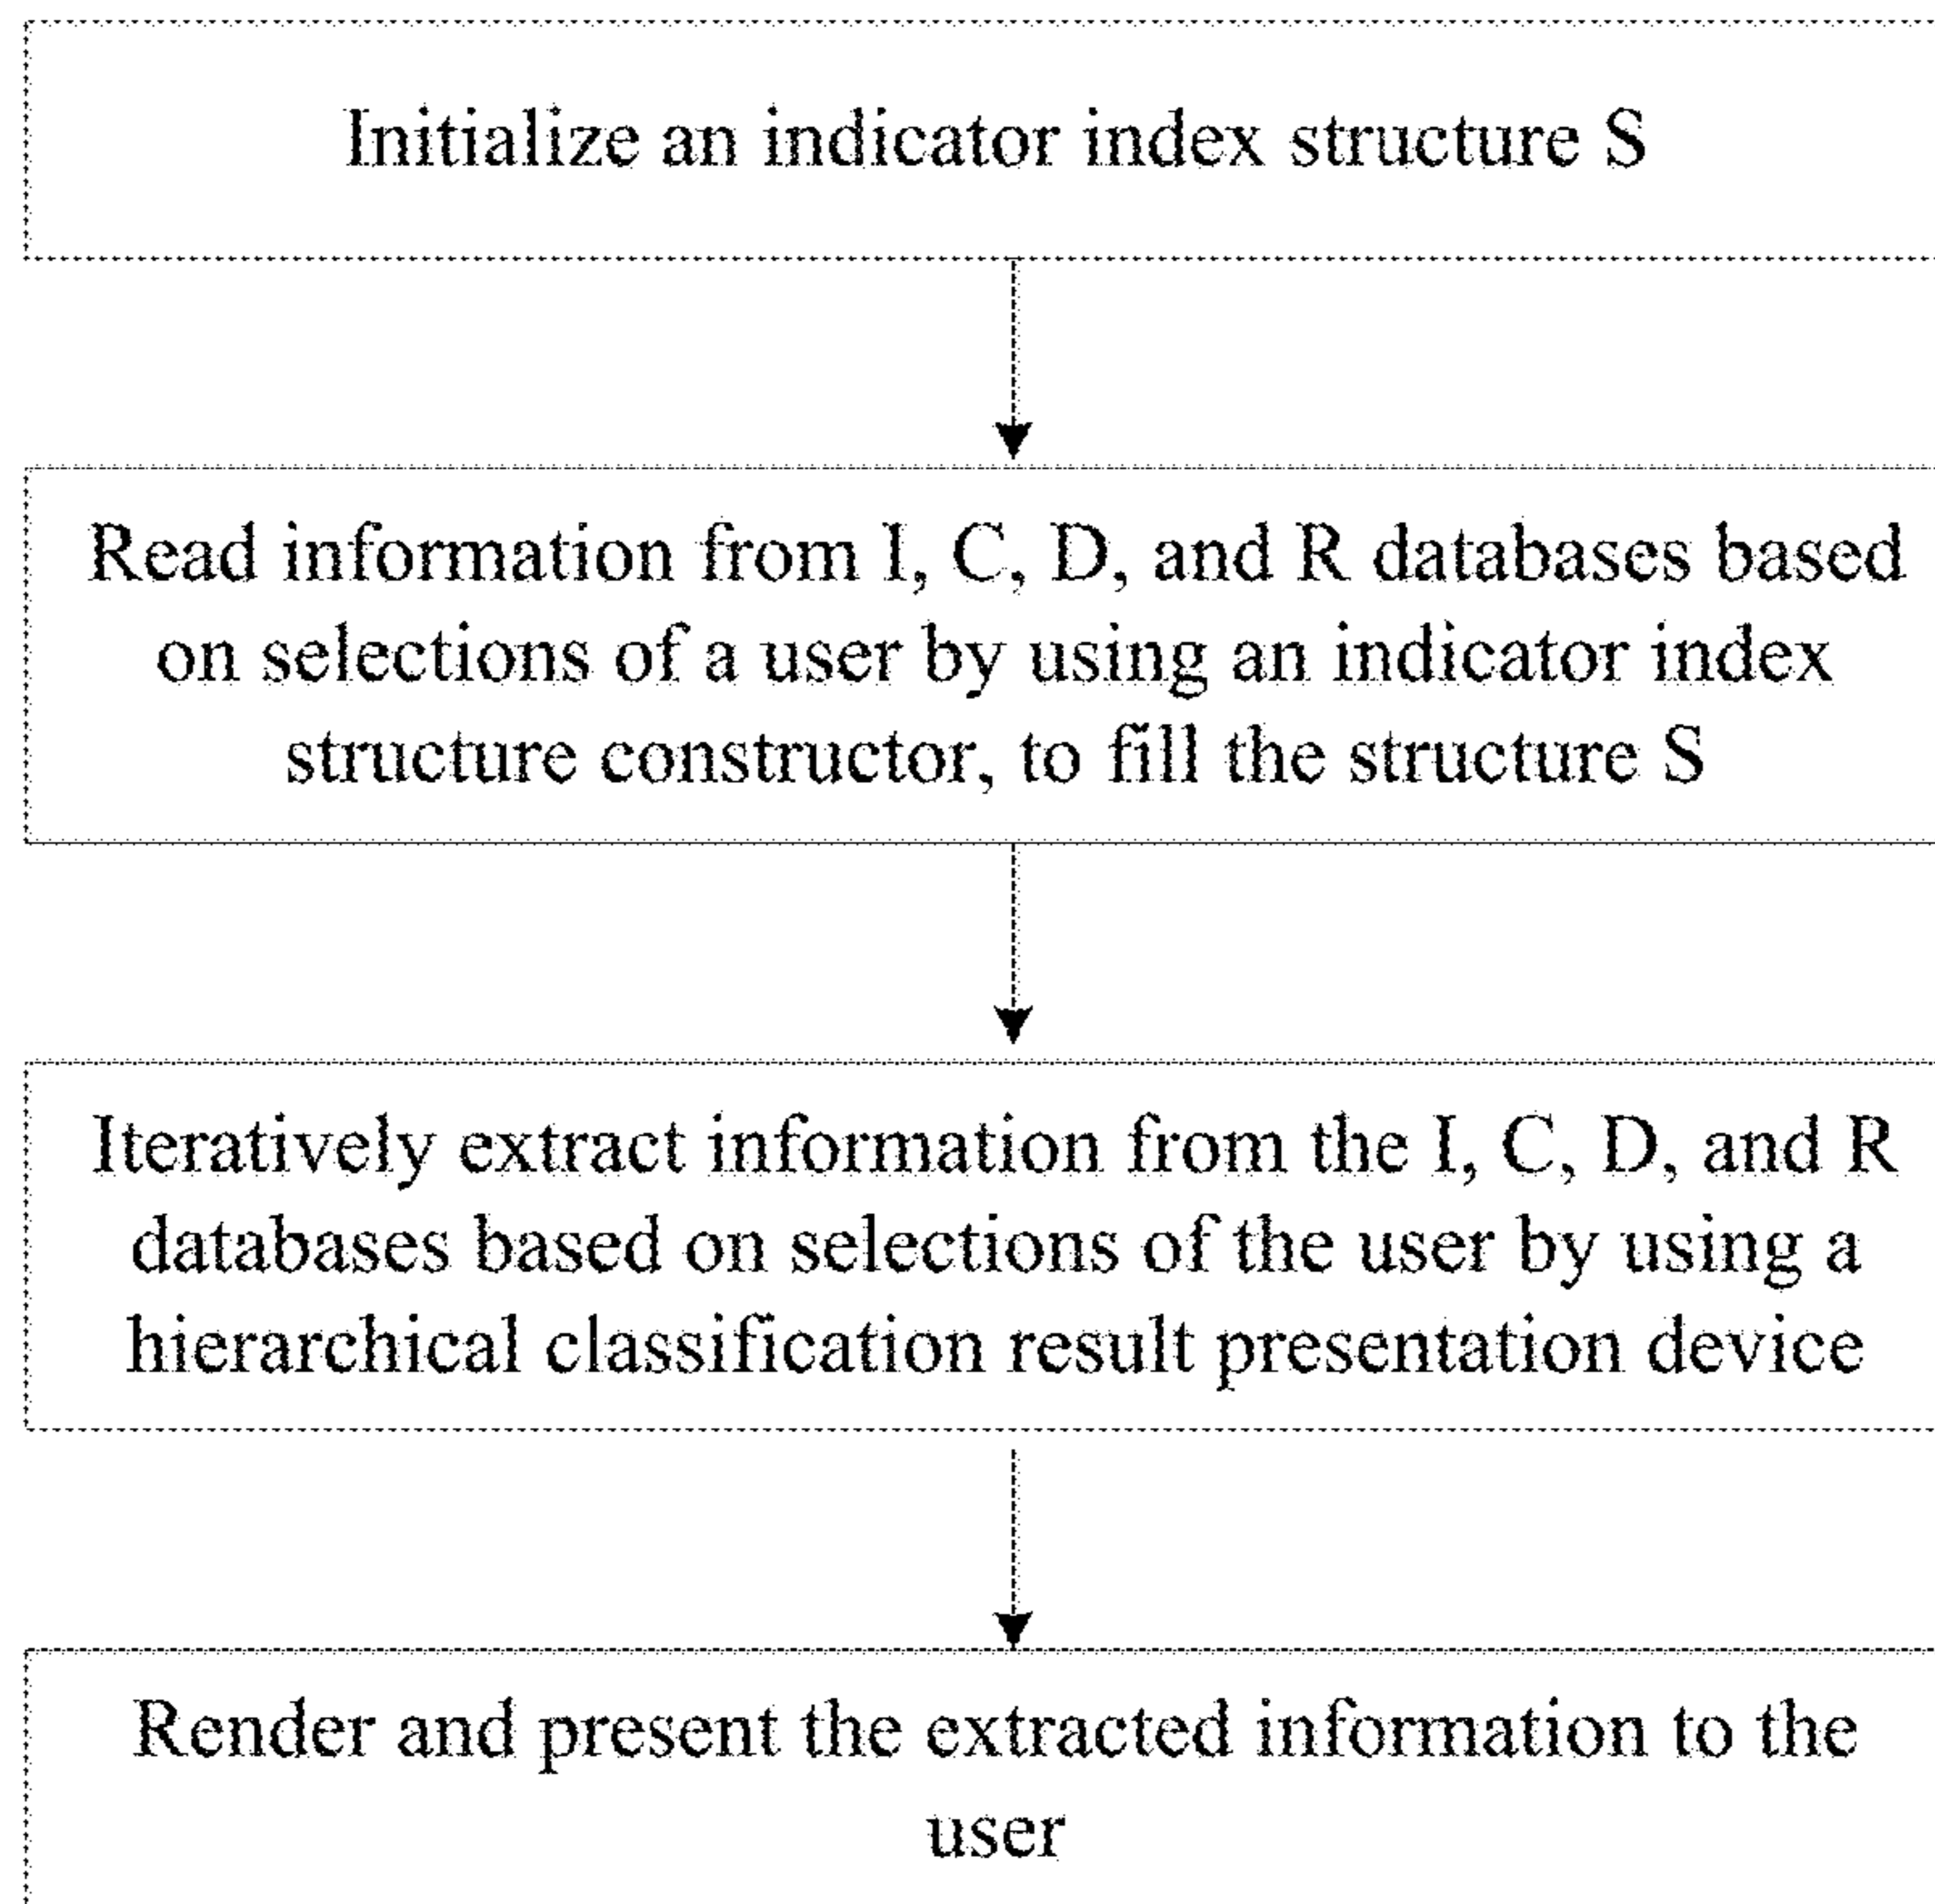 Initialize an indicator index structure S
Read information from I, C, D, and R databases based
on selections of a user by using an indicator index
structure constructor, to fill the structure S
Iteratively extract information from the I, C, D, and R
databases based on selections of the user by using a
hierarchical classification result presentation device
Render and present the extracted information to the
user